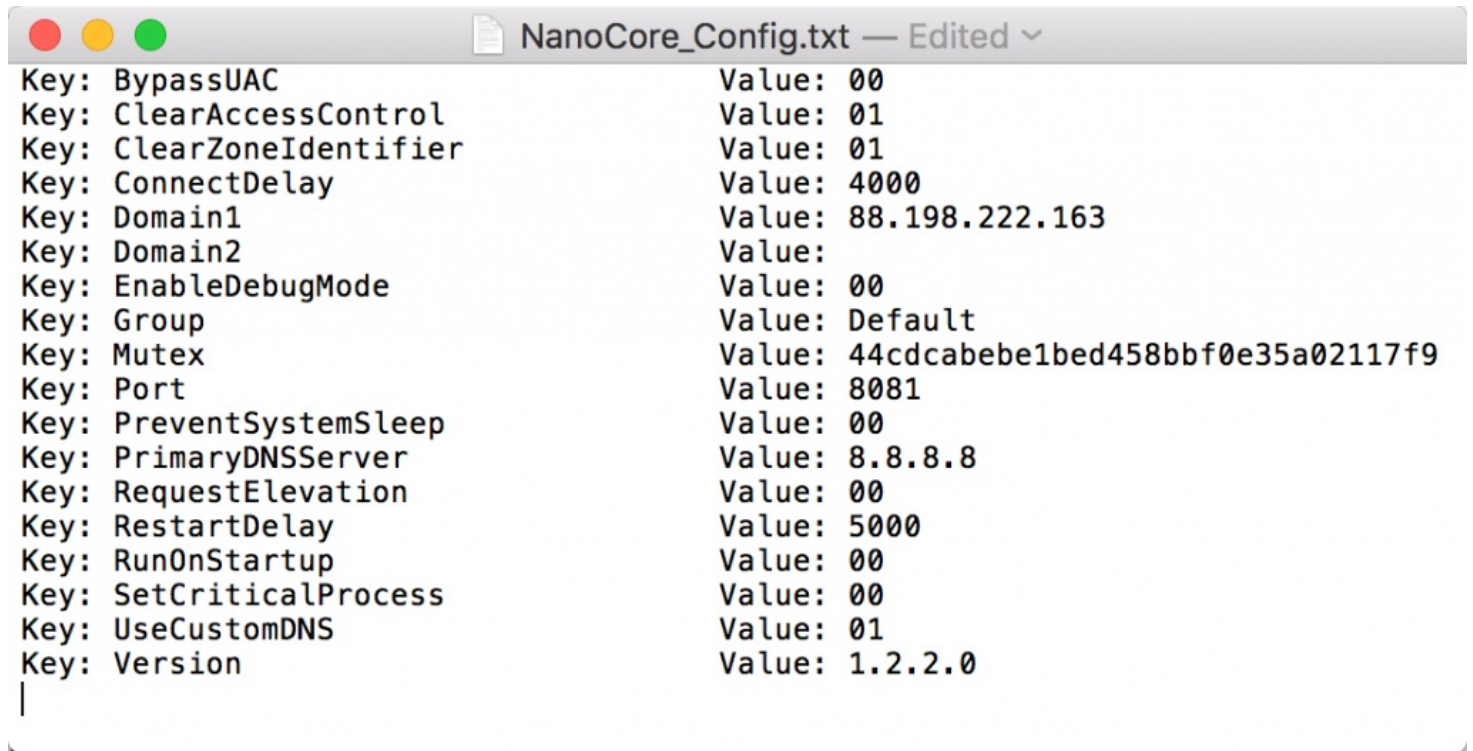 NanoCore_Config.txt — Edited
Key: BypassUAC Value: 00
Key: ClearAccessControl Value: 01
Key: ClearZoneIdentifier Value: 01
Key: ConnectDelay Value: 4000
Key: Domain1 Value: 88.198.222.163
Key: Domain2 Value:
Key: EnableDebugMode Value: 00
Key: Group Value: Default
Key: Mutex Value: 44cdcabebe1bed458bbf0e35a02117f9
Key: Port Value: 8081
Key: PreventSystemSleep Value: 00
Key: PrimaryDNSServer Value: 8.8.8.8
Key: RequestElevation Value: 00
Key: RestartDelay Value: 5000
Key: RunOnStartup Value: 00
Key: SetCriticalProcess Value: 00
Key: UseCustomDNS Value: 01
Key: Version Value: 1.2.2.0